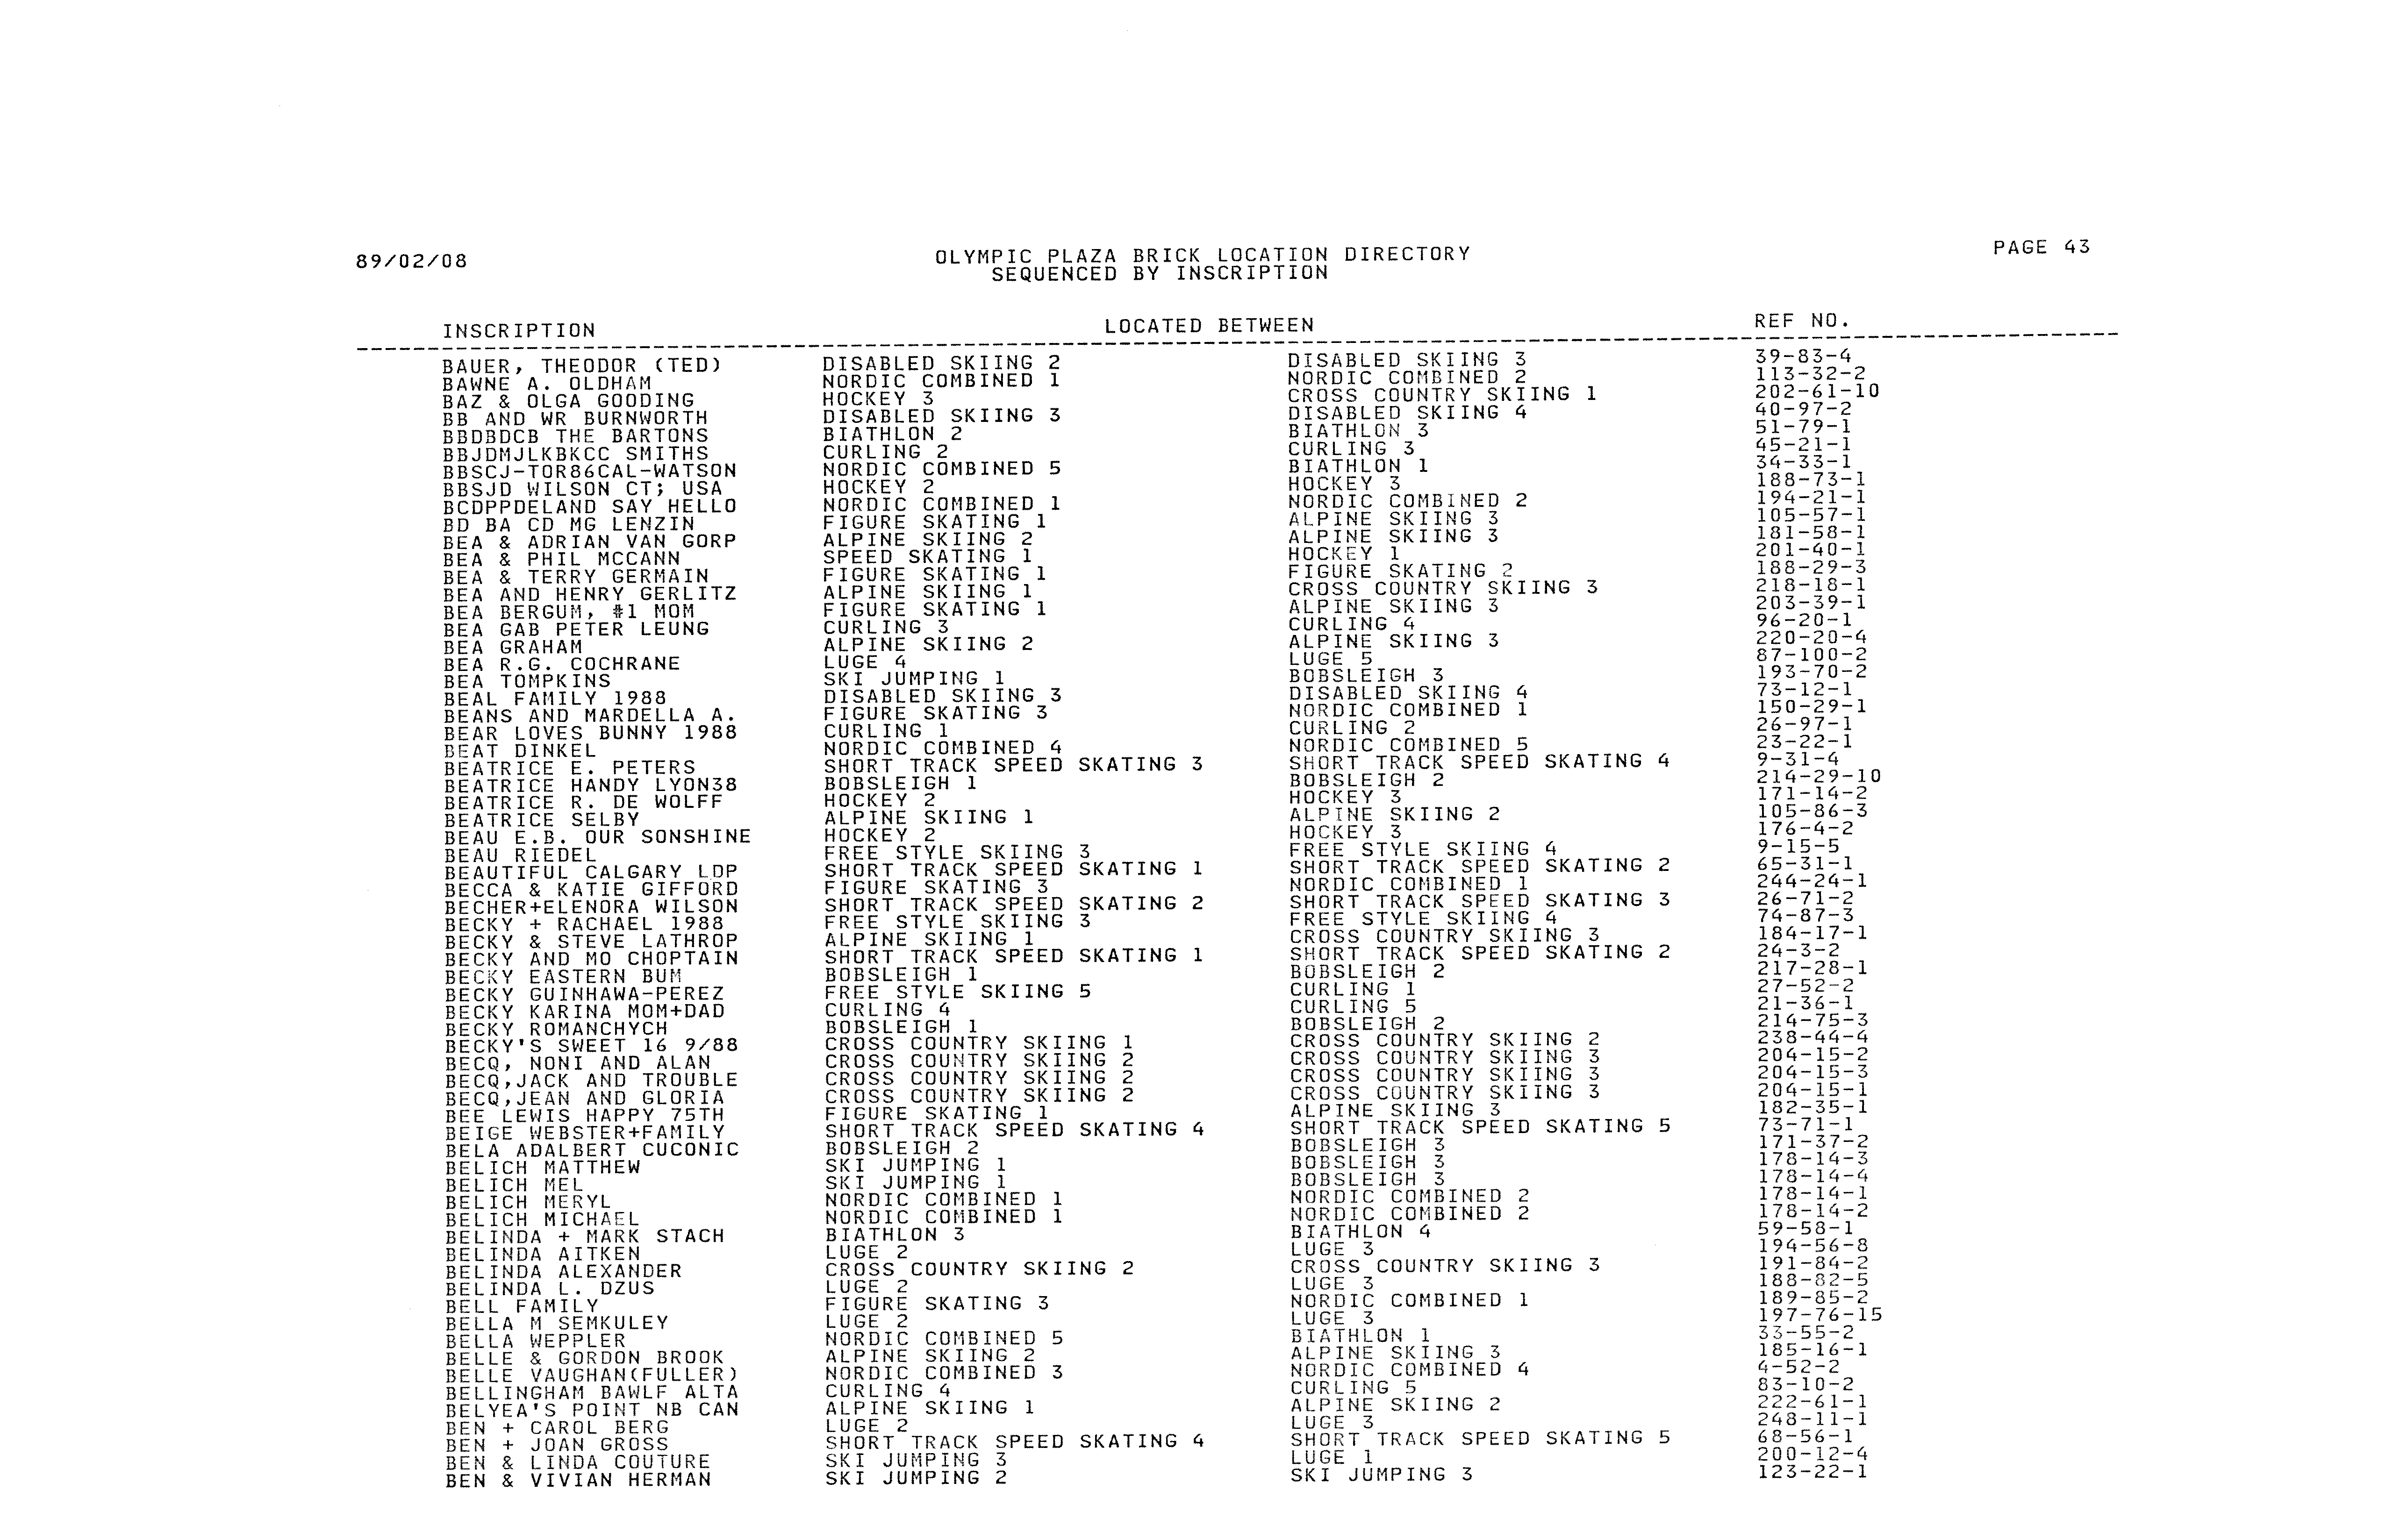 89/02/08 OLYMPIC PLAZA BRICK LOCATION DIRECTORY PAGE 43
SEQUENCED BY INSCRIPTION
INSCRIPTION LOCATED BETWEEN REF NO.
BAUER, THEODOR (TED) DISABLED SKIING 2 DISABLED SKIING 3 39-83-4
BAWNE A. OLDHAM NORDIC COMBINED 1 NORDIC COMBINED 2 113-32-2
BAZ & OLGA GOODING HOCKEY 3 CROSS COUNTRY SKIING 1 202-61-10
BB AND WR BURNWORTH DISABLED SKIING 3 DISABLED SKIING 4 40-97-2
BBDBDCB THE BARTONS BIATHLON 2 BIATHLON 3 51-79-1
BBJDMJLKBKCC SMITHS CURLING 2 CURLING 3 45-21-1
BBSCJ-TOR86CAL-WATSON NORDIC COMBINED 5 BIATHLON 1 34-33-1
BBSJD WILSON CT; USA HOCKEY 2 HOCKEY 3 188-73-1
BCDPPDELAND SAY HELLO NORDIC COMBINED 1 NORDIC COMBINED 2 194-21-1
BD BA CD MG LENZIN FIGURE SKATING 1 ALPINE SKIING 3 105-57-1
BEA & ADRIAN VAN GORP ALPINE SKIING 2 ALPINE SKIING 3 181-58-1
BEA & PHIL MCCANN SPEED SKATING 1 HOCKEY 1 201-40-1
BEA & TERRY GERMAIN FIGURE SKATING 1 FIGURE SKATING 2 188-29-3
BEA AND HENRY GERLITZ ALPINE SKIING 1 CROSS COUNTRY SKIING 3 218-18-1
BEA BERGUM, #1 MOM FIGURE SKATING 1 ALPINE SKIING 3 203-39-1
BEA GAB PETER LEUNG CURLING 3 CURLING 4 96-20-1
BEA GRAHAM ALPINE SKIING 2 ALPINE SKIING 3 220-20-4
BEA R.G. COCHRANE LUGE 4 LUGE 5 87-100-2
BEA TOMPKINS SKI JUMPING 1 BOBSLEIGH 3 193-70-2
BEAL FAMILY 1988 DISABLED SKIING 3 DISABLED SKIING 4 73-12-1
BEANS AND MARDELLA A. FIGURE SKATING 3 NORDIC COMBINED 1 150-29-1
BEAR LOVES BUNNY 1988 CURLING 1 CURLING 2 26-97-1
BEAT DINKEL NORDIC COMBINED 4 NORDIC COMBINED 5 23-22-1
BEATRICE E. PETERS SHORT TRACK SPEED SKATING 3 SHORT TRACK SPEED SKATING 4 9-31-4
BEATRICE HANDY LYON38 BOBSLEIGH 1 BOBSLEIGH 2 214-29-10
BEATRICE R. DE WOLFF HOCKEY 2 HOCKEY 3 171-14-2
BEATRICE SELBY ALPINE SKIING 1 ALPINE SKIING 2 105-86-3
BEAU E.B. OUR SONSHINE HOCKEY 2 HOCKEY 3 176-4-2
BEAU RIEDEL FREE STYLE SKIING 3 FREE STYLE SKIING 4 9-15-5
BEAUTIFUL CALGARY LDP SHORT TRACK SPEED SKATING 1 SHORT TRACK SPEED SKATING 2 65-31-1
BECCA & KATIE GIFFORD FIGURE SKATING 3 NORDIC COMBINED 1 244-24-1
BECHER+ELENORA WILSON SHORT TRACK SPEED SKATING 2 SHORT TRACK SPEED SKATING 3 26-71-2
BECKY + RACHAEL 1988 FREE STYLE SKIING 3 FREE STYLE SKIING 4 74-87-3
BECKY & STEVE LATHROP ALPINE SKIING 1 CROSS COUNTRY SKIING 3 184-17-1
BECKY AND MO CHOPTAIN SHORT TRACK SPEED SKATING 1 SHORT TRACK SPEED SKATING 2 24-3-2
BECKY EASTERN BUM BOBSLEIGH 1 BOBSLEIGH 2 217-28-1
BECKY GUINHAWA-PEREZ FREE STYLE SKIING 5 CURLING 1 27-52-2
BECKY KARINA MOM+DAD CURLING 4 CURLING 5 21-36-1
BECKY ROMANCHYCH BOBSLEIGH 1 BOBSLEIGH 2 214-75-3
BECKY'S SWEET 16 9/88 CROSS COUNTRY SKIING 1 CROSS COUNTRY SKIING 2 238-44-4
BECQ, NONI AND ALAN CROSS COUNTRY SKIING 2 CROSS COUNTRY SKIING 3 204-15-2
BECQ,JACK AND TROUBLE CROSS COUNTRY SKIING 2 CROSS COUNTRY SKIING 3 204-15-3
BECQ,JEAN AND GLORIA CROSS COUNTRY SKIING 2 CROSS COUNTRY SKIING 3 204-15-1
BEE LEWIS HAPPY 75TH FIGURE SKATING 1 ALPINE SKIING 3 182-35-1
BEIGE WEBSTER+FAMILY SHORT TRACK SPEED SKATING 4 SHORT TRACK SPEED SKATING 5 73-71-1
BELA ADALBERT CUCONIC BOBSLEIGH 2 BOBSLEIGH 3 171-37-2
BELICH MATTHEW SKI JUMPING 1 BOBSLEIGH 3 178-14-3
BELICH MEL SKI JUMPING 1 BOBSLEIGH 3 178-14-4
BELICH MERYL NORDIC COMBINED 1 NORDIC COMBINED 2 178-14-1
BELICH MICHAEL NORDIC COMBINED 1 NORDIC COMBINED 2 178-14-2
BELINDA + MARK STACH BIATHLON 3 BIATHLON 4 59-58-1
BELINDA AITKEN LUGE 2 LUGE 3 194-56-8
BELINDA ALEXANDER CROSS COUNTRY SKIING 2 CROSS COUNTRY SKIING 3 191-84-2
BELINDA L. DZUS LUGE 2 LUGE 3 188-82-5
BELL FAMILY FIGURE SKATING 3 NORDIC COMBINED 1 189-85-2
BELLA M SEMKULEY LUGE 2 LUGE 3 197-76-15
BELLA WEPPLER NORDIC COMBINED 5 BIATHLON 1 33-55-2
BELLE & GORDON BROOK ALPINE SKIING 2 ALPINE SKIING 3 185-16-1
BELLE VAUGHAN(FULLER) NORDIC COMBINED 3 NORDIC COMBINED 4 4-52-2
BELLINGHAM BAWLF ALTA CURLING 4 CURLING 5 83-10-2
BELYEA'S POINT NB CAN ALPINE SKIING 1 ALPINE SKIING 2 222-61-1
BEN + CAROL BERG LUGE 2 LUGE 3 248-11-1
BEN + JOAN GROSS SHORT TRACK SPEED SKATING 4 SHORT TRACK SPEED SKATING 5 68-56-1
BEN & LINDA COUTURE SKI JUMPING 3 LUGE 1 200-12-4
BEN & VIVIAN HERMAN SKI JUMPING 2 SKI JUMPING 3 123-22-1